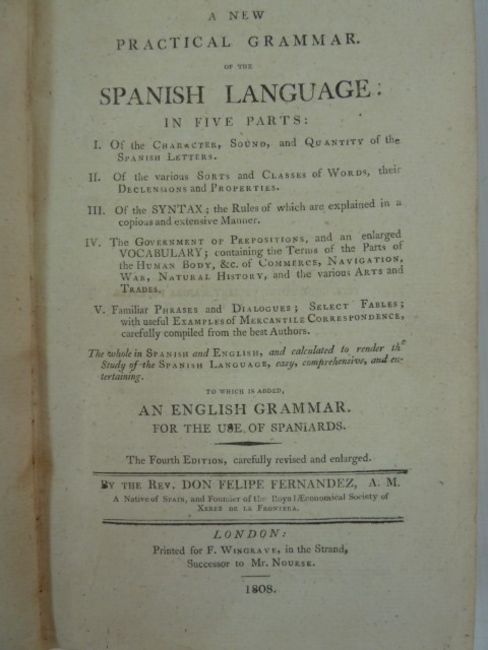 A NEW
PRACTICAL GRAMMAR.
OF THE
SPANISH LANGUAGE:
IN FIVE PARTS:
I. Of the CHARACTER, SOUND, and QUANTITY of the
SPANISH LETTERS.
II. Of the various SORTS and CLASSES of WORDS, their
DECLENSIONS and PROPERTIES.
III. Of the SYNTAX; the Rules of which are explained in a
copious and extensive Manner.
IV. The GOVERNMENT of PREPOSITIONS, and an enlarged
VOCABULARY; containing the Terms of the Parts of
the HUMAN BODY, &c. of COMMERCE, NAVIGATION,
WAR, NATURAL HISTORY, and the various ARTS and
TRADES.
V. Familiar PHRASES and DIALOGUES; SELECT FABLES;
with useful EXAMPLES of MERCANTILE CORRESPONDENCE,
carefully compiled from the best Authors.
The whole in SPANISH and ENGLISH, and calculated to render the
Study of the SPANISH LANGUAGE, easy, comprehensive, and en-
tertaining.
TO WHICH IS ADDED,
AN ENGLISH GRAMMAR.
FOR THE USE OF SPANIARDS.
The Fourth EDITION, carefully revised and enlarged.
BY THE REV. DON FELIPE FERNANDEZ, A. M.
A Native of SPAIN, and Founder of the Royal Æconomical Society of
XEREZ DE LA FRONTERA.
LONDON:
Printed for F. WINGRAVE, in the Strand,
Successor to Mr. NOURSE.
1808.